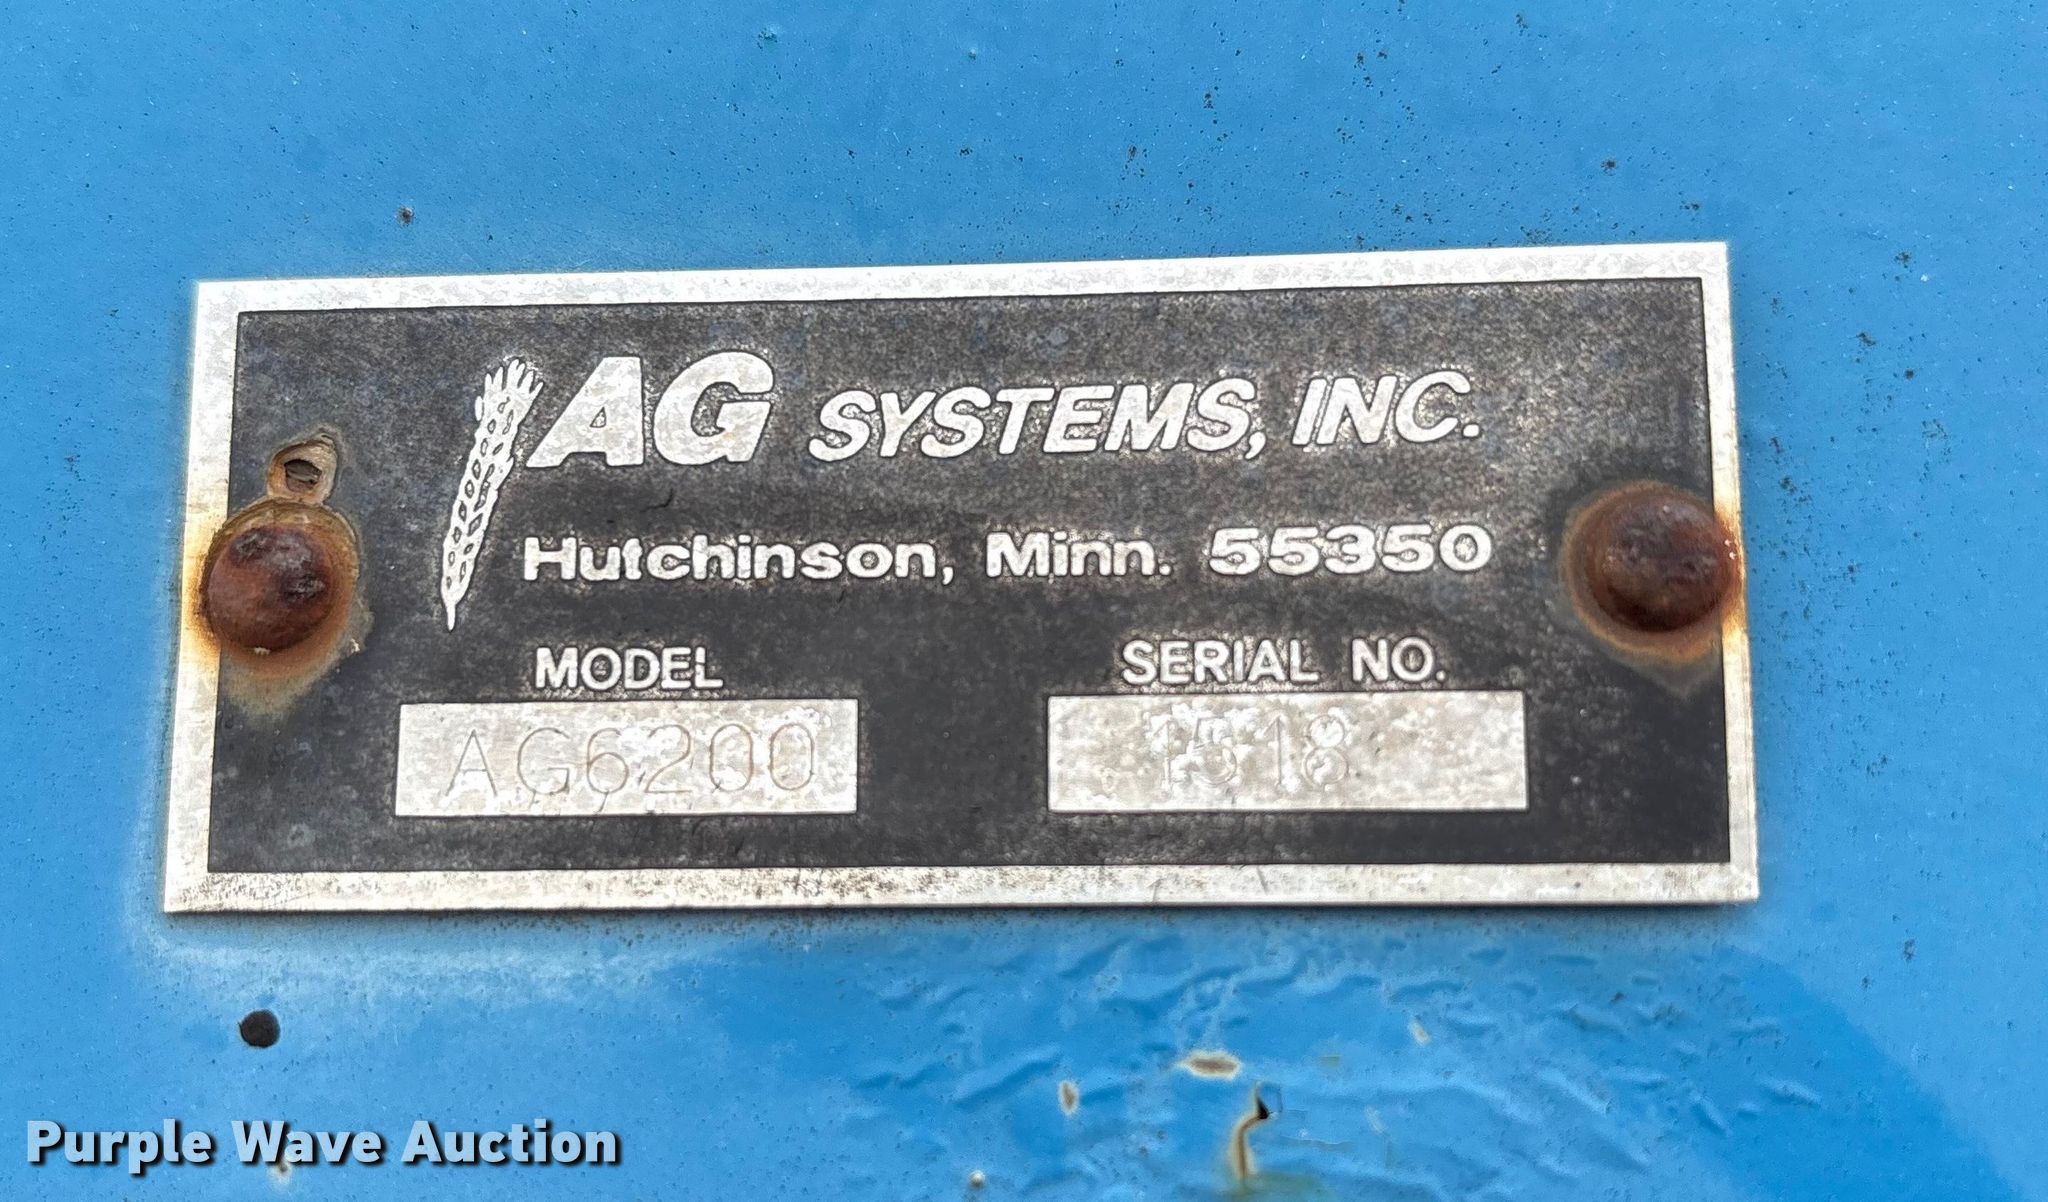 AG SYSTEMS, INC.
Hutchinson, Minn. 55350
MODEL SERIAL NO.
AG6200 1518
Purple Wave Auction